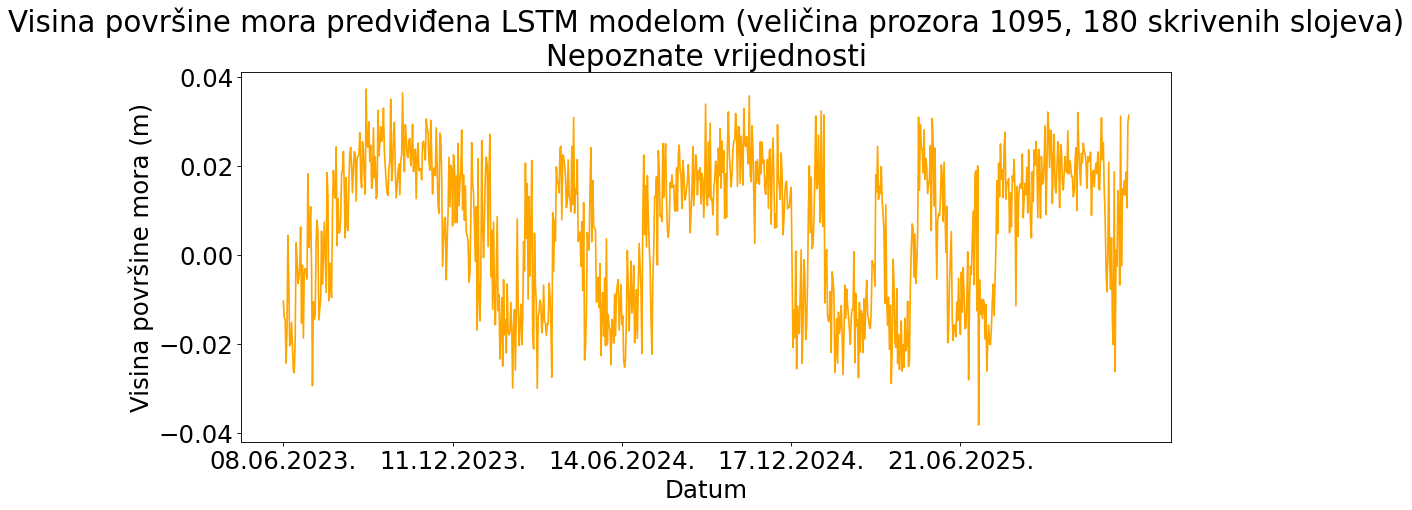 Visina površine mora predviđena LSTM modelom (veličina prozora 1095, 180 skrivenih slojeva)
Nepoznate vrijednosti
Visina površine mora (m)
0.04
0.02
0.00
−0.02
−0.04
08.06.2023. 11.12.2023. 14.06.2024. 17.12.2024. 21.06.2025.
Datum